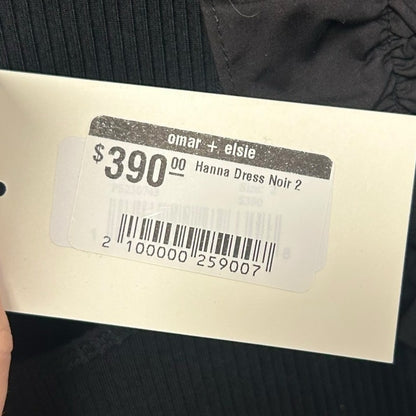 omar + elsie
$390.00 Hanna Dress Noir 2
2 100000 259007